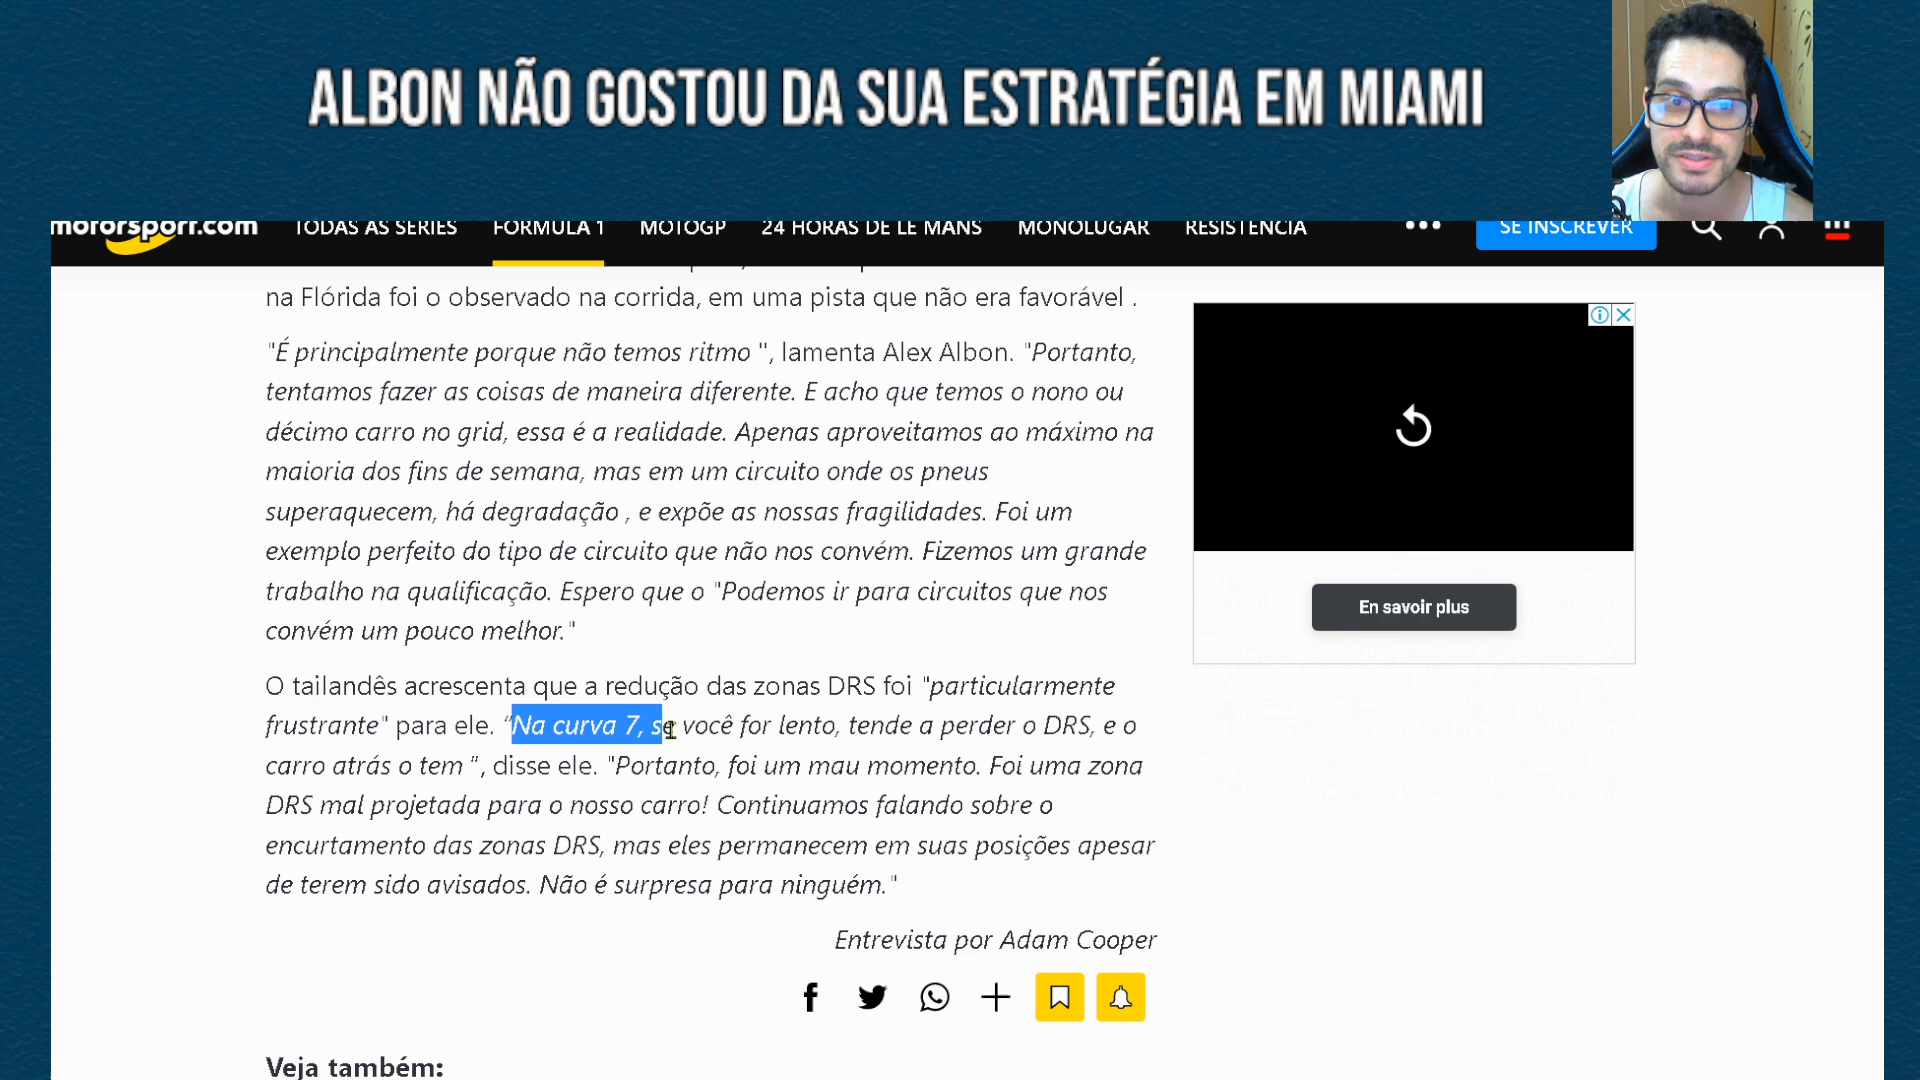 ALBON NÃO GOSTOU DA SUA ESTRATÉGIA EM MIAMI
motorsport.com TODAS AS SÉRIES FÓRMULA 1 MOTOGP 24 HORAS DE LE MANS MONOLUGAR RESISTÊNCIA ••• SE INSCREVER
na Flórida foi o observado na corrida, em uma pista que não era favorável .
"É principalmente porque não temos ritmo ", lamenta Alex Albon. "Portanto,
tentamos fazer as coisas de maneira diferente. E acho que temos o nono ou
décimo carro no grid, essa é a realidade. Apenas aproveitamos ao máximo na
maioria dos fins de semana, mas em um circuito onde os pneus
superaquecem, há degradação , e expõe as nossas fragilidades. Foi um
exemplo perfeito do tipo de circuito que não nos convém. Fizemos um grande
trabalho na qualificação. Espero que o "Podemos ir para circuitos que nos
convém um pouco melhor."
O tailandês acrescenta que a redução das zonas DRS foi "particularmente
frustrante" para ele. "Na curva 7, se você for lento, tende a perder o DRS, e o
carro atrás o tem ", disse ele. "Portanto, foi um mau momento. Foi uma zona
DRS mal projetada para o nosso carro! Continuamos falando sobre o
encurtamento das zonas DRS, mas eles permanecem em suas posições apesar
de terem sido avisados. Não é surpresa para ninguém."
Entrevista por Adam Cooper
Veja também:
En savoir plus